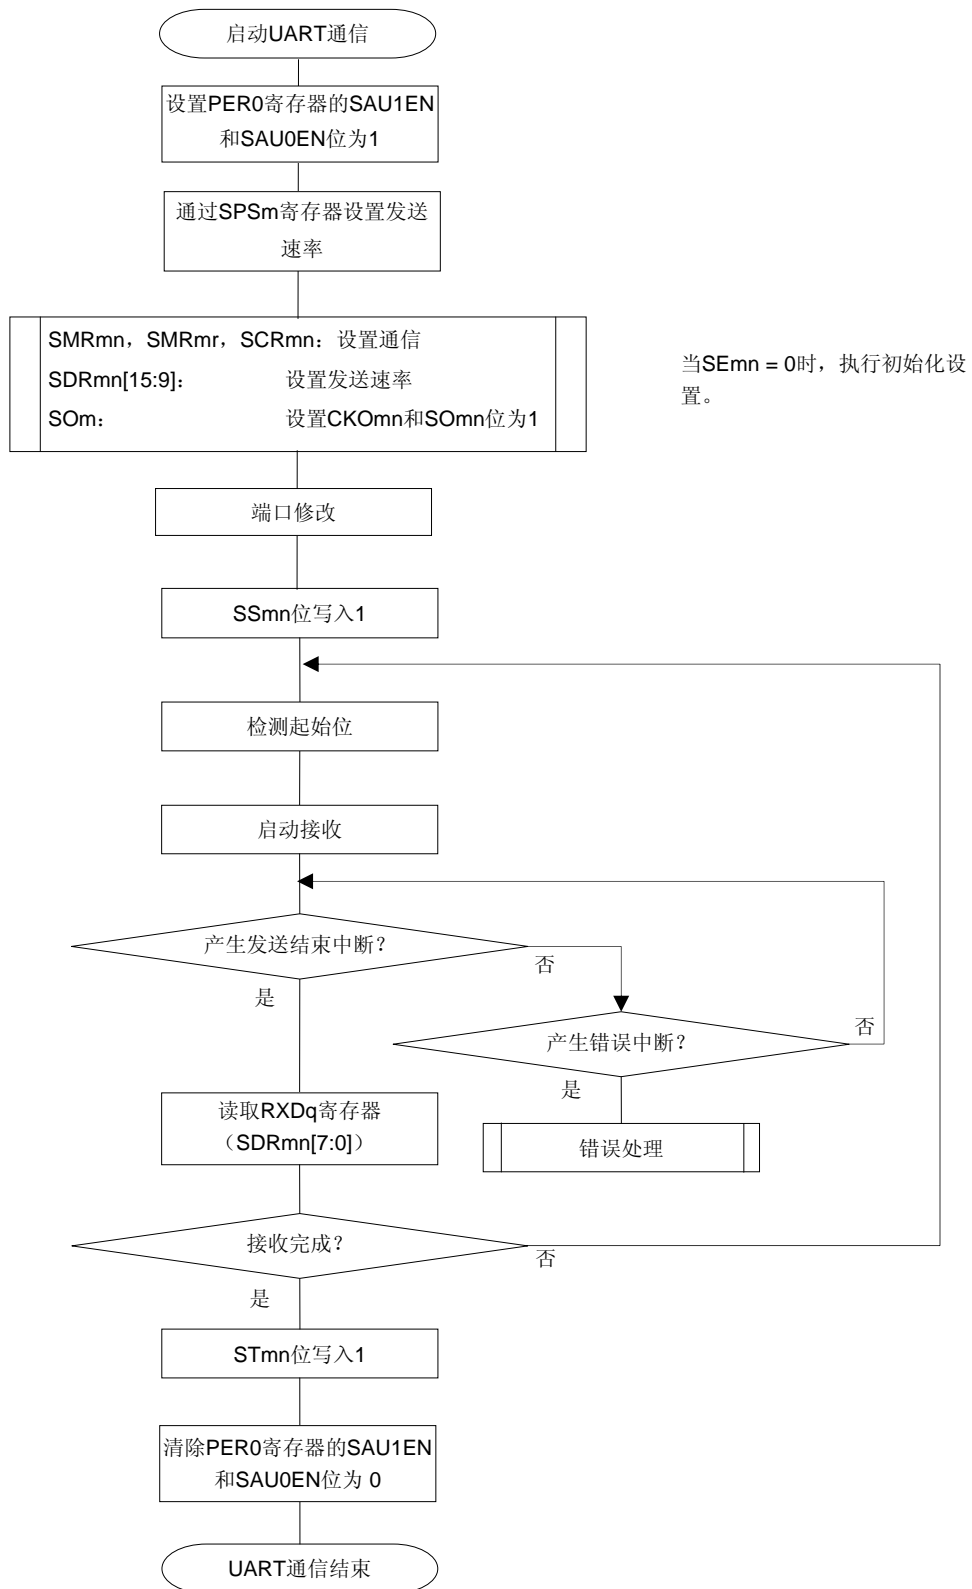 启动UART通信
设置PER0寄存器的SAU1EN
和SAU0EN位为1
通过SPSm寄存器设置发送
速率
SMRmn，SMRmr，SCRmn：设置通信
SDRmn[15:9]： 设置发送速率
SOm： 设置CKOmn和SOmn位为1
当SEmn = 0时，执行初始化设
置。
端口修改
SSmn位写入1
检测起始位
启动接收
产生发送结束中断？
否
是
产生错误中断？
否
是
读取RXDq寄存器
（SDRmn[7:0]）
错误处理
接收完成？
否
是
STmn位写入1
清除PER0寄存器的SAU1EN
和SAU0EN位为 0
UART通信结束